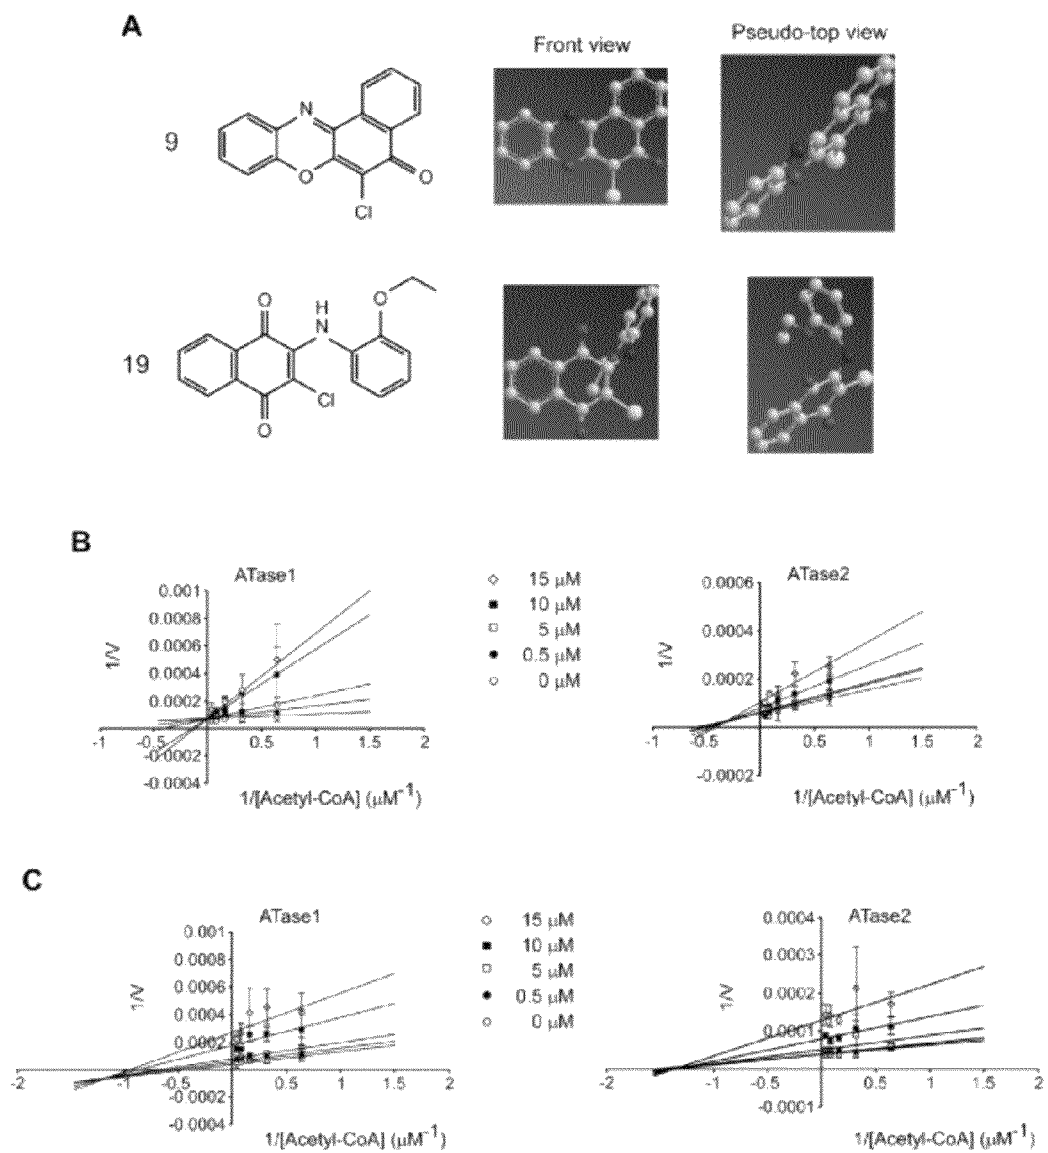 A
Front view
Pseudo-top view
9
N
O
O
Cl
19
O
H
N
O
Cl
O
B
ATase1
0.001
0.0008
0.0006
0.0004
0.0002
-0.0002
-0.0004
1/V
-1 -0.5 0.5 1 1.5 2
1/[Acetyl-CoA] (μM⁻¹)
15 μM
10 μM
5 μM
0.5 μM
0 μM
ATase2
0.0006
0.0004
0.0002
-0.0002
1/V
-1 -0.5 0.5 1 1.5 2
1/[Acetyl-CoA] (μM⁻¹)
C
ATase1
0.001
0.0008
0.0006
0.0004
0.0002
-0.0002
-0.0004
1/V
-2 -1 -0.5 0.5 1 1.5 2
1/[Acetyl-CoA] (μM⁻¹)
15 μM
10 μM
5 μM
0.5 μM
0 μM
ATase2
0.0004
0.0003
0.0002
0.0001
-0.0001
1/V
-2 -1 -0.5 0.5 1 1.5 2
1/[Acetyl-CoA] (μM⁻¹)